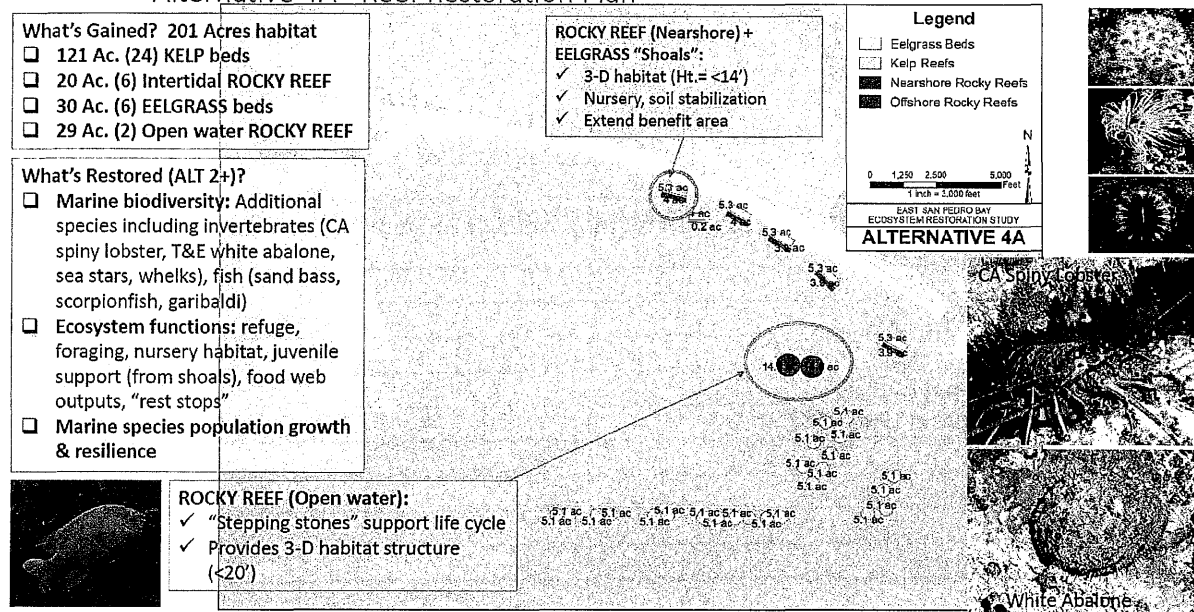 Alternative 4A - Reef Restoration Plan
What's Gained? 201 Acres habitat
❑ 121 Ac. (24) KELP beds
❑ 20 Ac. (6) Intertidal ROCKY REEF
❑ 30 Ac. (6) EELGRASS beds
❑ 29 Ac. (2) Open water ROCKY REEF
What's Restored (ALT 2+)?
❑ Marine biodiversity: Additional
species including invertebrates (CA
spiny lobster, T&E white abalone,
sea stars, whelks), fish (sand bass,
scorpionfish, garibaldi)
❑ Ecosystem functions: refuge,
foraging, nursery habitat, juvenile
support (from shoals), food web
outputs, "rest stops"
❑ Marine species population growth
& resilience
ROCKY REEF (Nearshore) +
EELGRASS "Shoals":
✓ 3-D habitat (Ht.= <14')
✓ Nursery, soil stabilization
✓ Extend benefit area
Legend
Eelgrass Beds
Kelp Reefs
Nearshore Rocky Reefs
Offshore Rocky Reefs
N
0 1,250 2,500 5,000
Feet
1 inch = 3,000 feet
EAST SAN PEDRO BAY
ECOSYSTEM RESTORATION STUDY
ALTERNATIVE 4A
5.3 ac
4 ac
ac
0.2 ac
5.3 ac
4 ac
5.3 ac
3.9 ac
5.3 ac
3.9 ac
5.3 ac
3.9 ac
14. ac
5.1 ac
5.1 ac
5.1 ac 5.1 ac
5.1 ac
5.1 ac
5.1 ac
5.1 ac
5.1 ac
5.1 ac
5.1 ac 5.1 ac 5.1 ac 5.1 ac 5.1 ac 5.1 ac
5.1 ac 5.1 ac 5.1 ac 5.1 ac 5.1 ac
ROCKY REEF (Open water):
✓ "Stepping stones" support life cycle
✓ Provides 3-D habitat structure
(<20')
CA Spiny Lobster
White Abalone